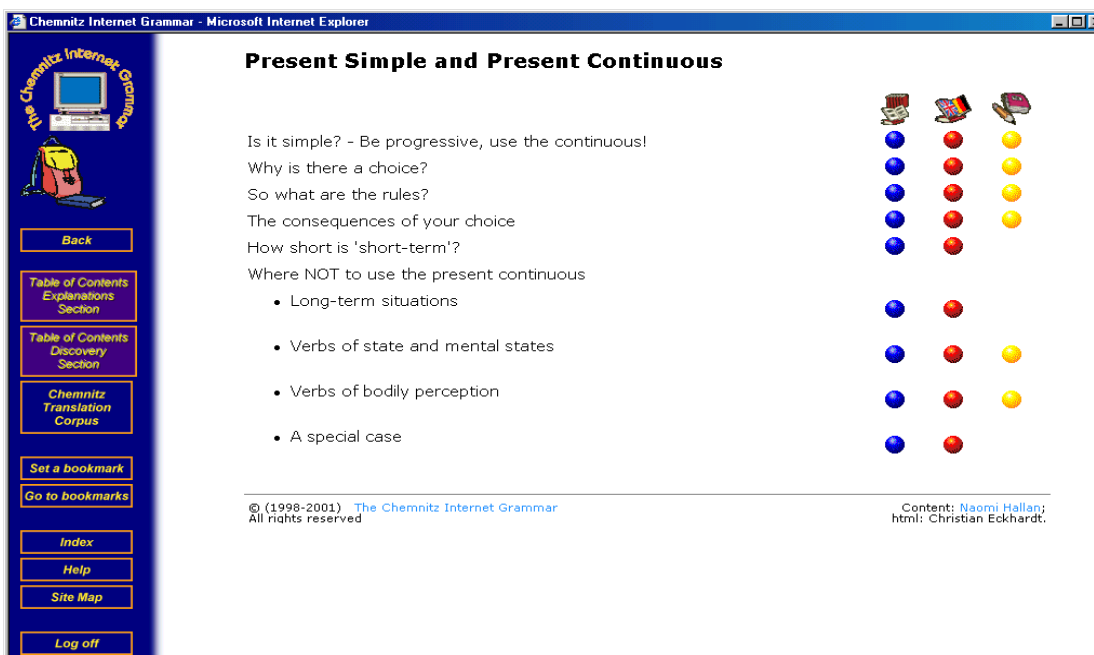 Chemnitz Internet Grammar - Microsoft Internet Explorer
The Chemnitz Internet Grammar
Back
Table of Contents
Explanations
Section
Table of Contents
Discovery
Section
Chemnitz
Translation
Corpus
Set a bookmark
Go to bookmarks
Index
Help
Site Map
Log off
Present Simple and Present Continuous
Is it simple? - Be progressive, use the continuous!
Why is there a choice?
So what are the rules?
The consequences of your choice
How short is 'short-term'?
Where NOT to use the present continuous
• Long-term situations
• Verbs of state and mental states
• Verbs of bodily perception
• A special case
© (1998-2001) The Chemnitz Internet Grammar
All rights reserved
Content: Naomi Hallan;
html: Christian Eckhardt.